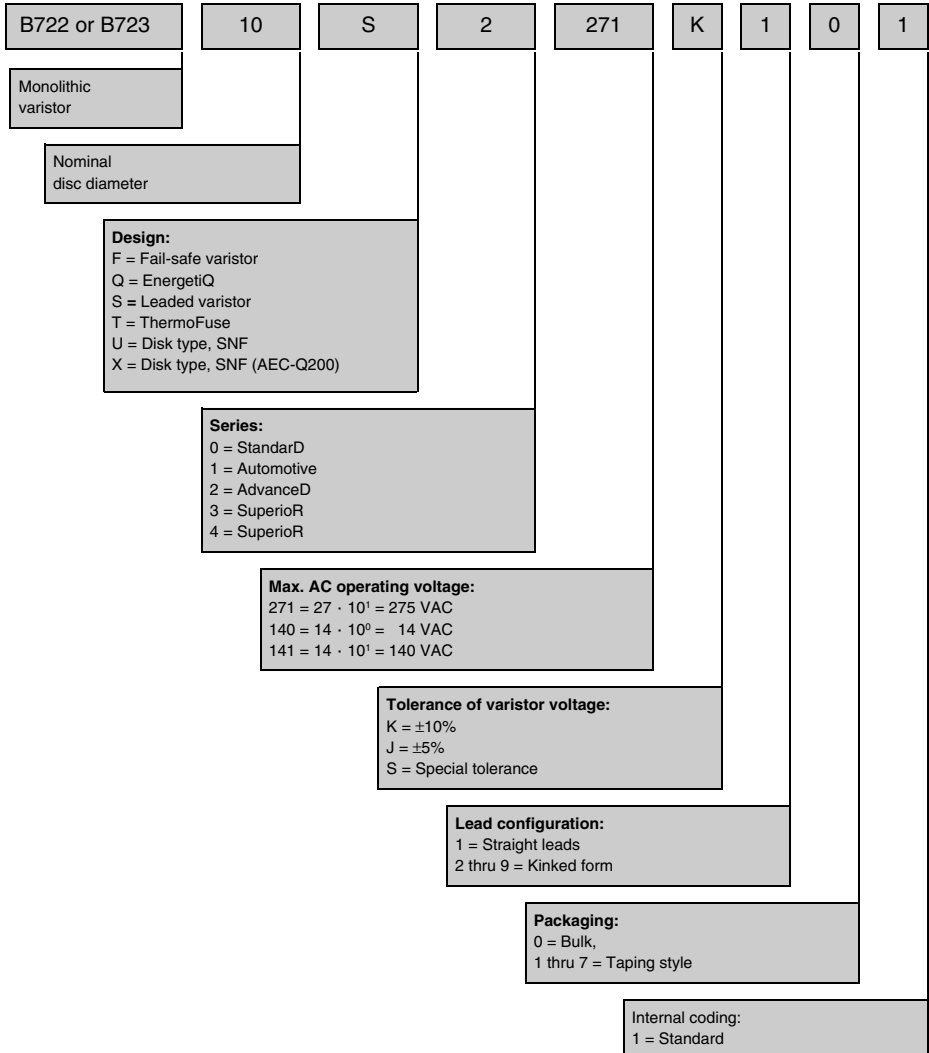 B722 or B723 10 S 2 271 K 1 0 1
Monolithic
varistor
Nominal
disc diameter
Design:
F = Fail-safe varistor
Q = EnergetiQ
S = Leaded varistor
T = ThermoFuse
U = Disk type, SNF
X = Disk type, SNF (AEC-Q200)
Series:
0 = StandarD
1 = Automotive
2 = AdvanceD
3 = SuperioR
4 = SuperioR
Max. AC operating voltage:
271 = 27 · 10¹ = 275 VAC
140 = 14 · 10⁰ = 14 VAC
141 = 14 · 10¹ = 140 VAC
Tolerance of varistor voltage:
K = ±10%
J = ±5%
S = Special tolerance
Lead configuration:
1 = Straight leads
2 thru 9 = Kinked form
Packaging:
0 = Bulk,
1 thru 7 = Taping style
Internal coding:
1 = Standard